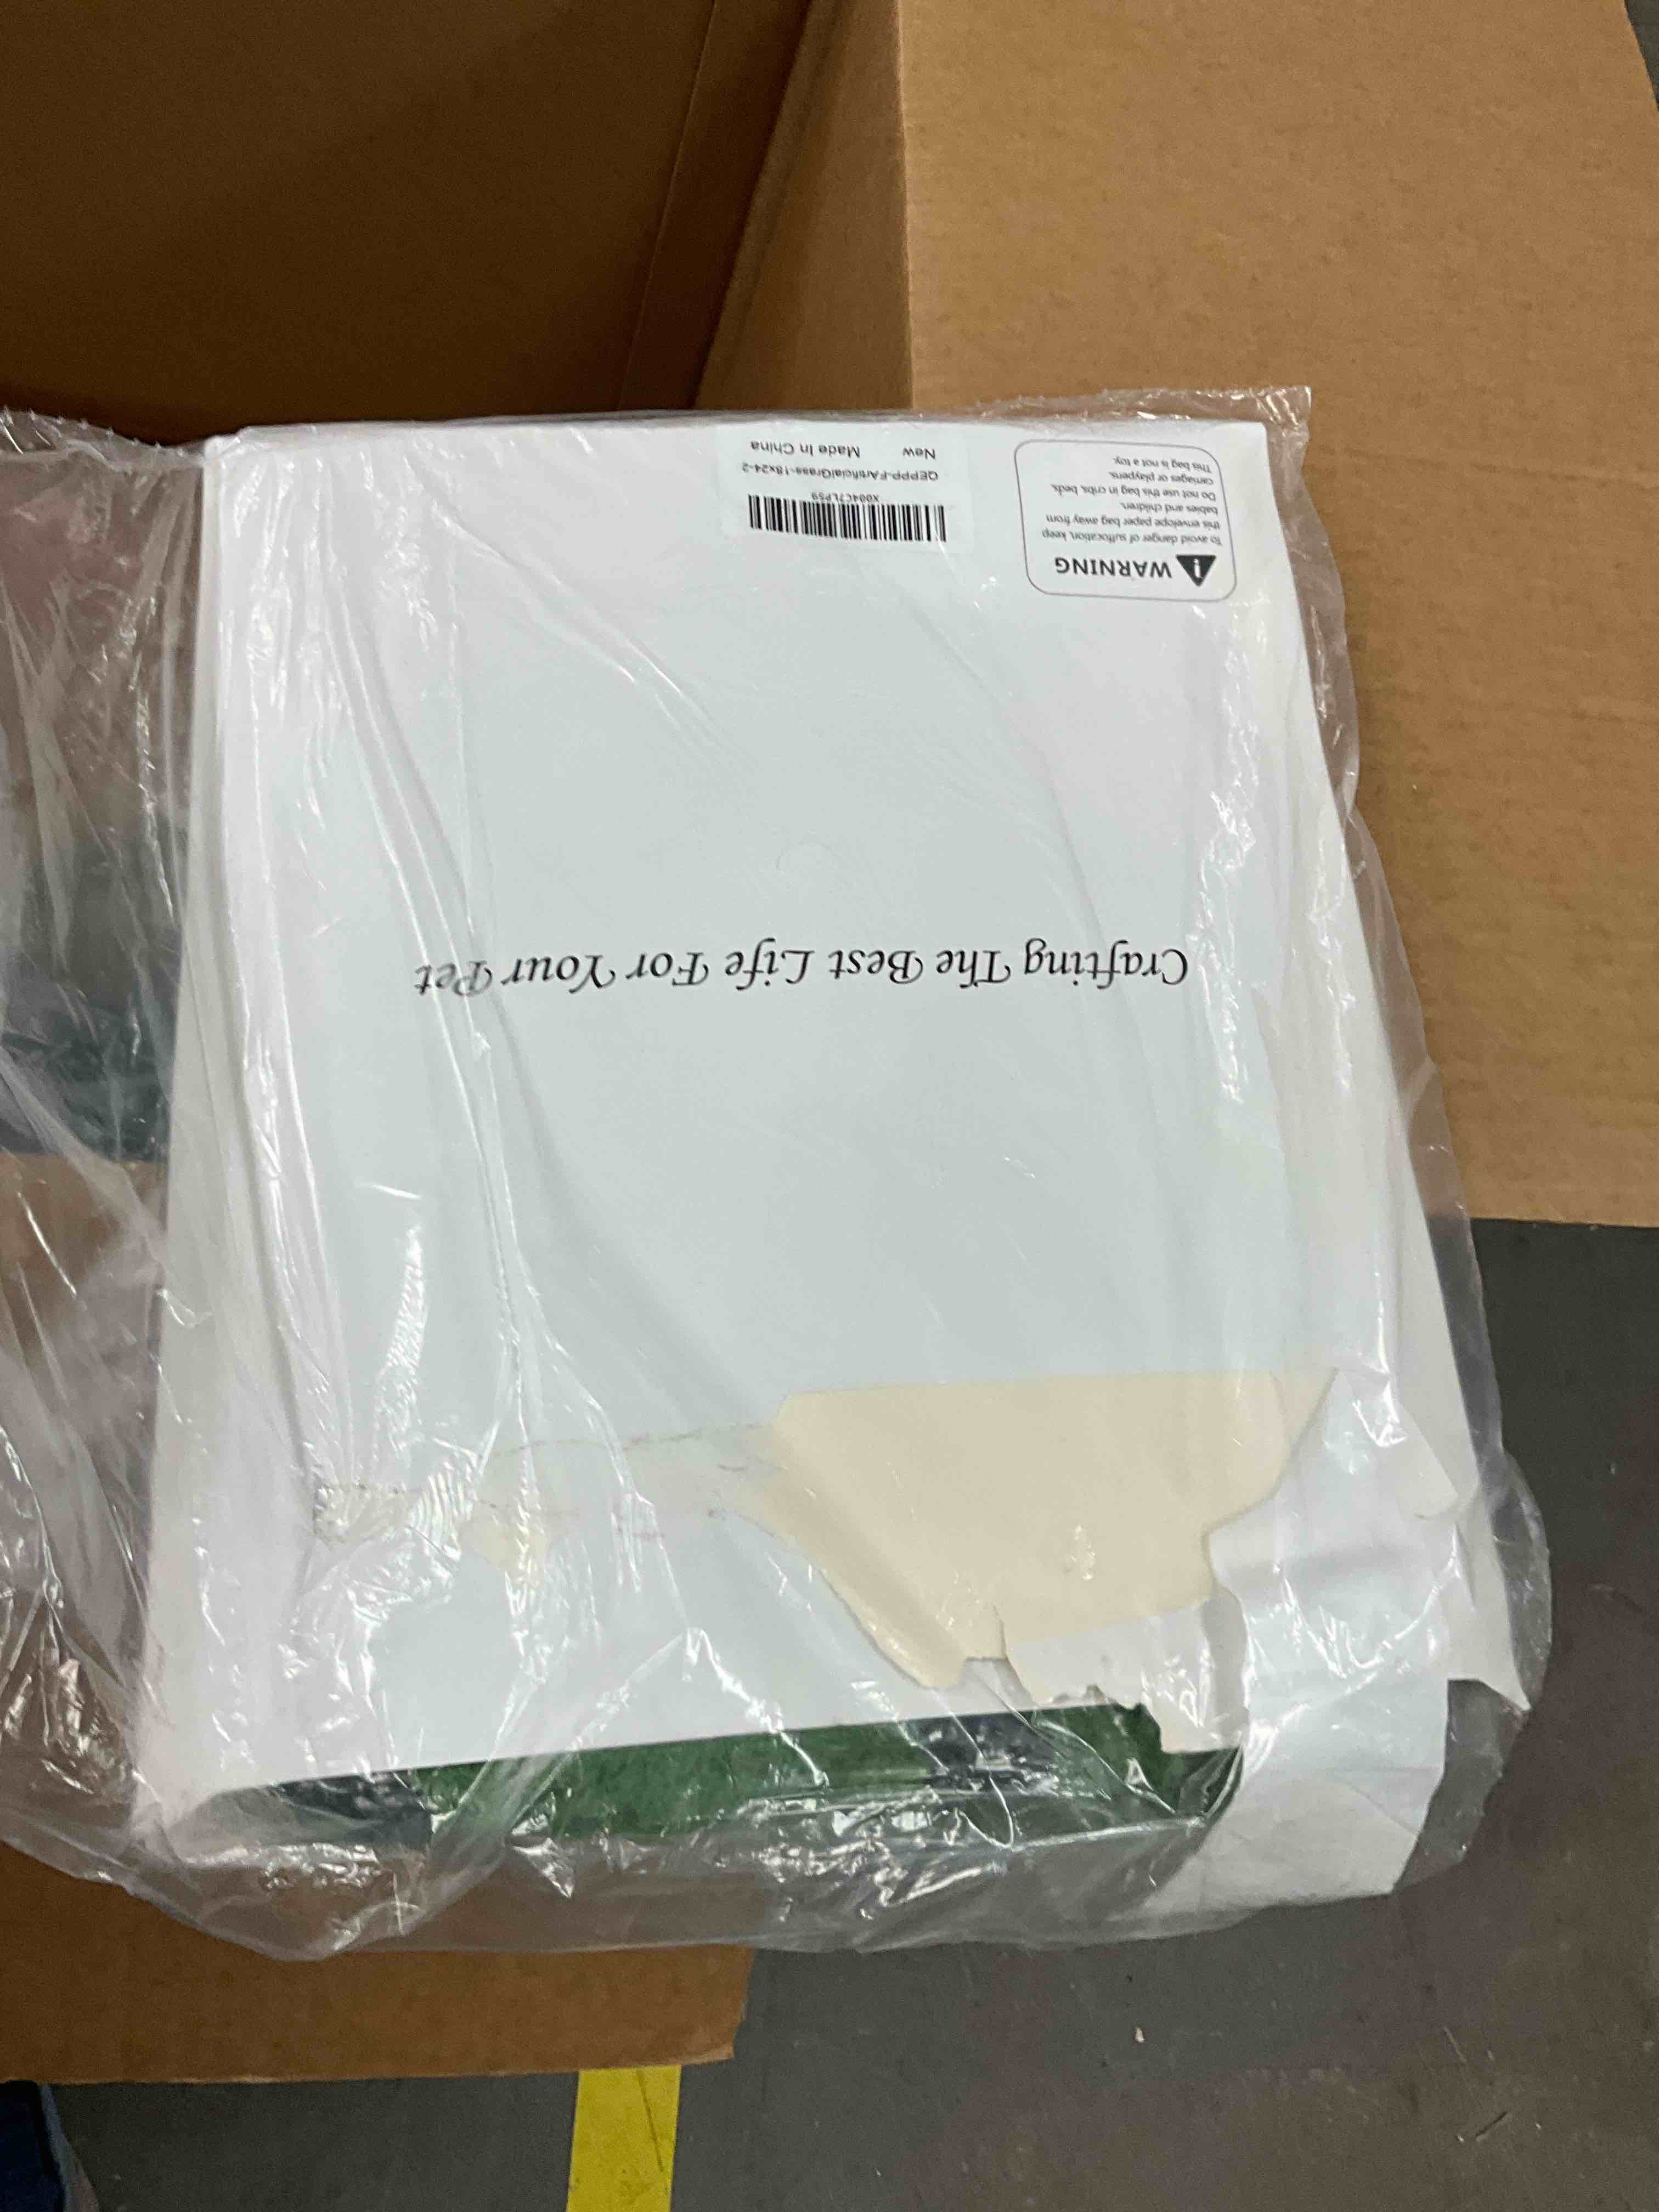 WARNING
To avoid danger of suffocation, keep
this envelope paper bag away from
babies and children.
Do not use this bag in cribs, beds,
carriages or playpens.
This bag is not a toy.
X004C7LP59
QEPPP-FArtificialGrass-18x24-2
New Made In China
Crafting The Best Life For Your Pet